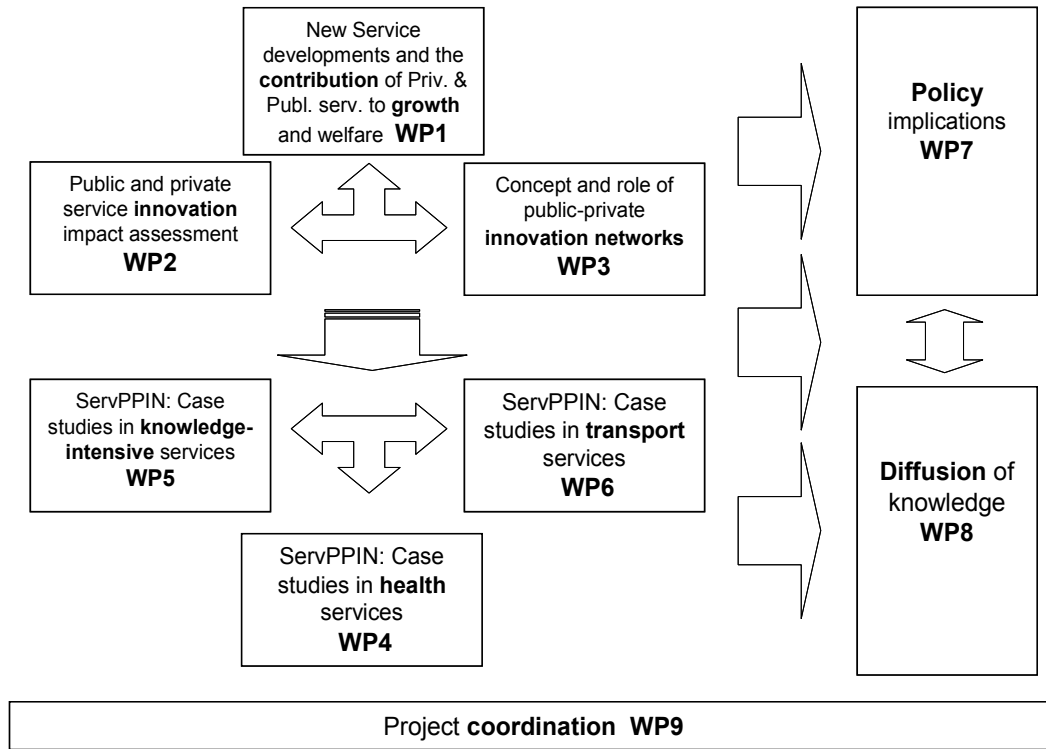 New Service
developments and the
contribution of Priv. &
Publ. serv. to growth
and welfare WP1
Public and private
service innovation
impact assessment
WP2
Concept and role of
public-private
innovation networks
WP3
Policy
implications
WP7
ServPPIN: Case
studies in knowledge-
intensive services
WP5
ServPPIN: Case
studies in transport
services
WP6
ServPPIN: Case
studies in health
services
WP4
Diffusion of
knowledge
WP8
Project coordination WP9